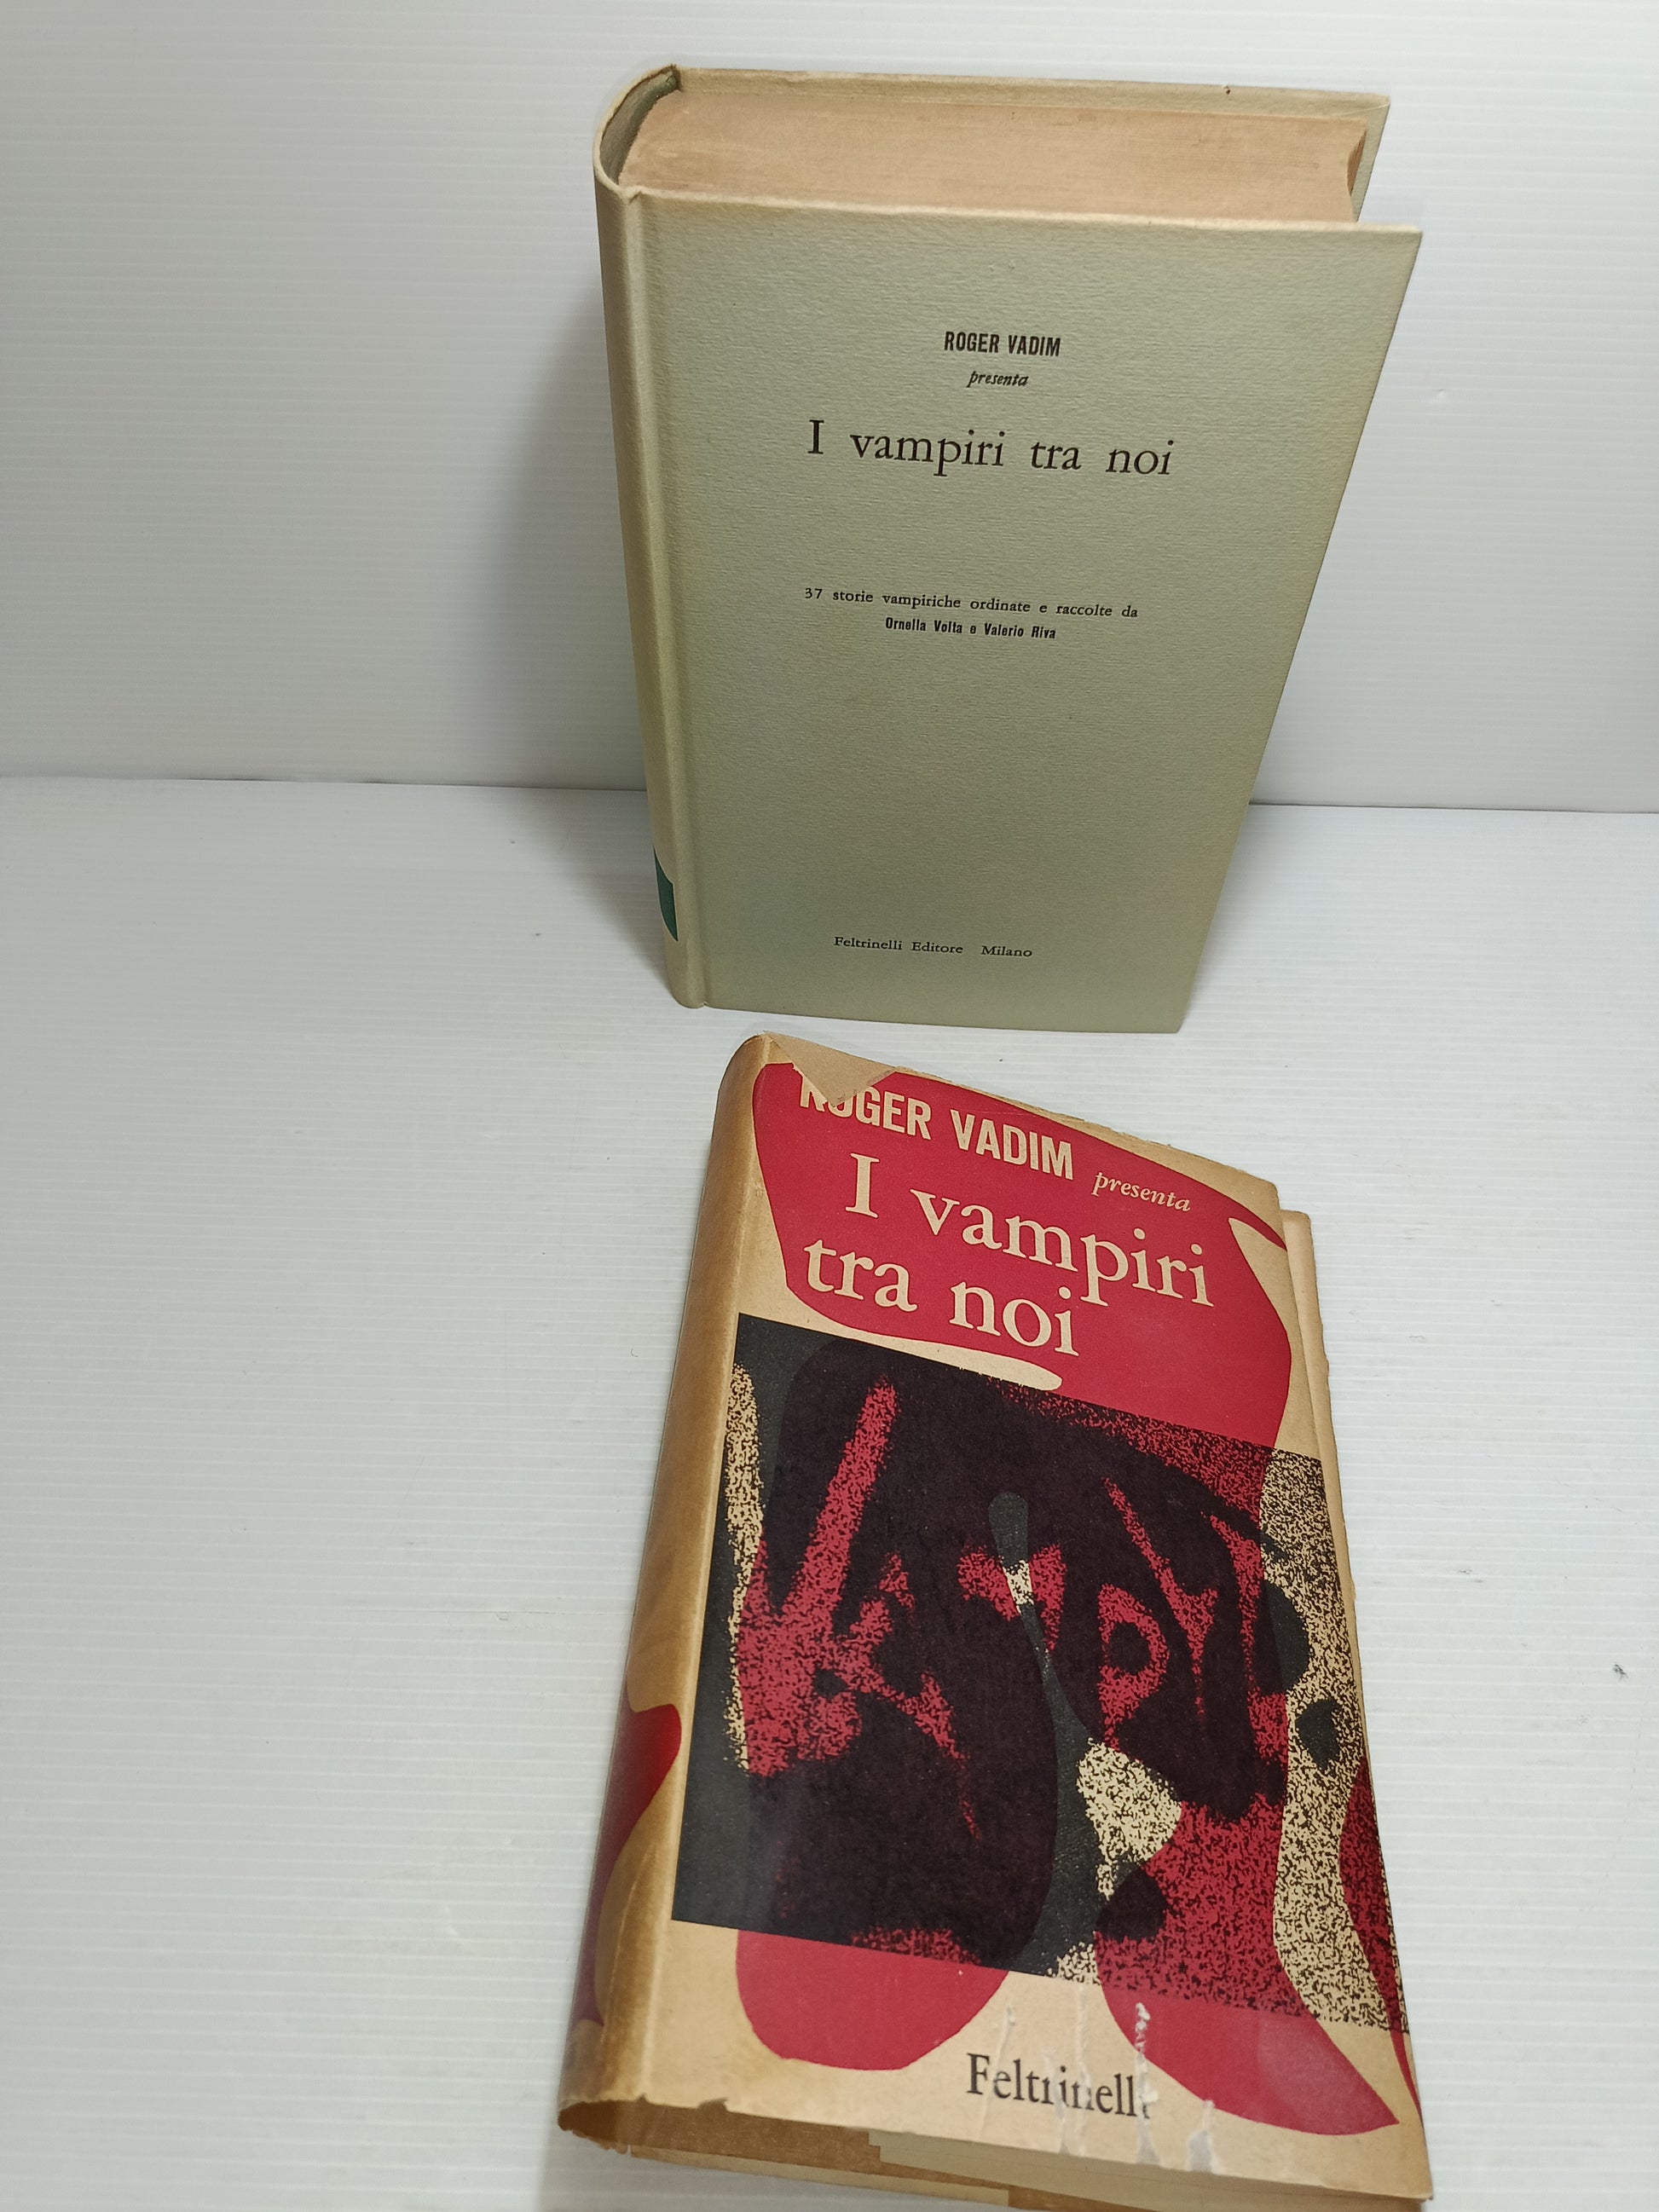 ROGER VADIM
presenta
I vampiri tra noi
37 storie vampiriche ordinate e raccolte da
Ornella Volta e Valerio Riva
Feltrinelli Editore Milano
ROGER VADIM presenta
I vampiri
tra noi
Feltrinelli